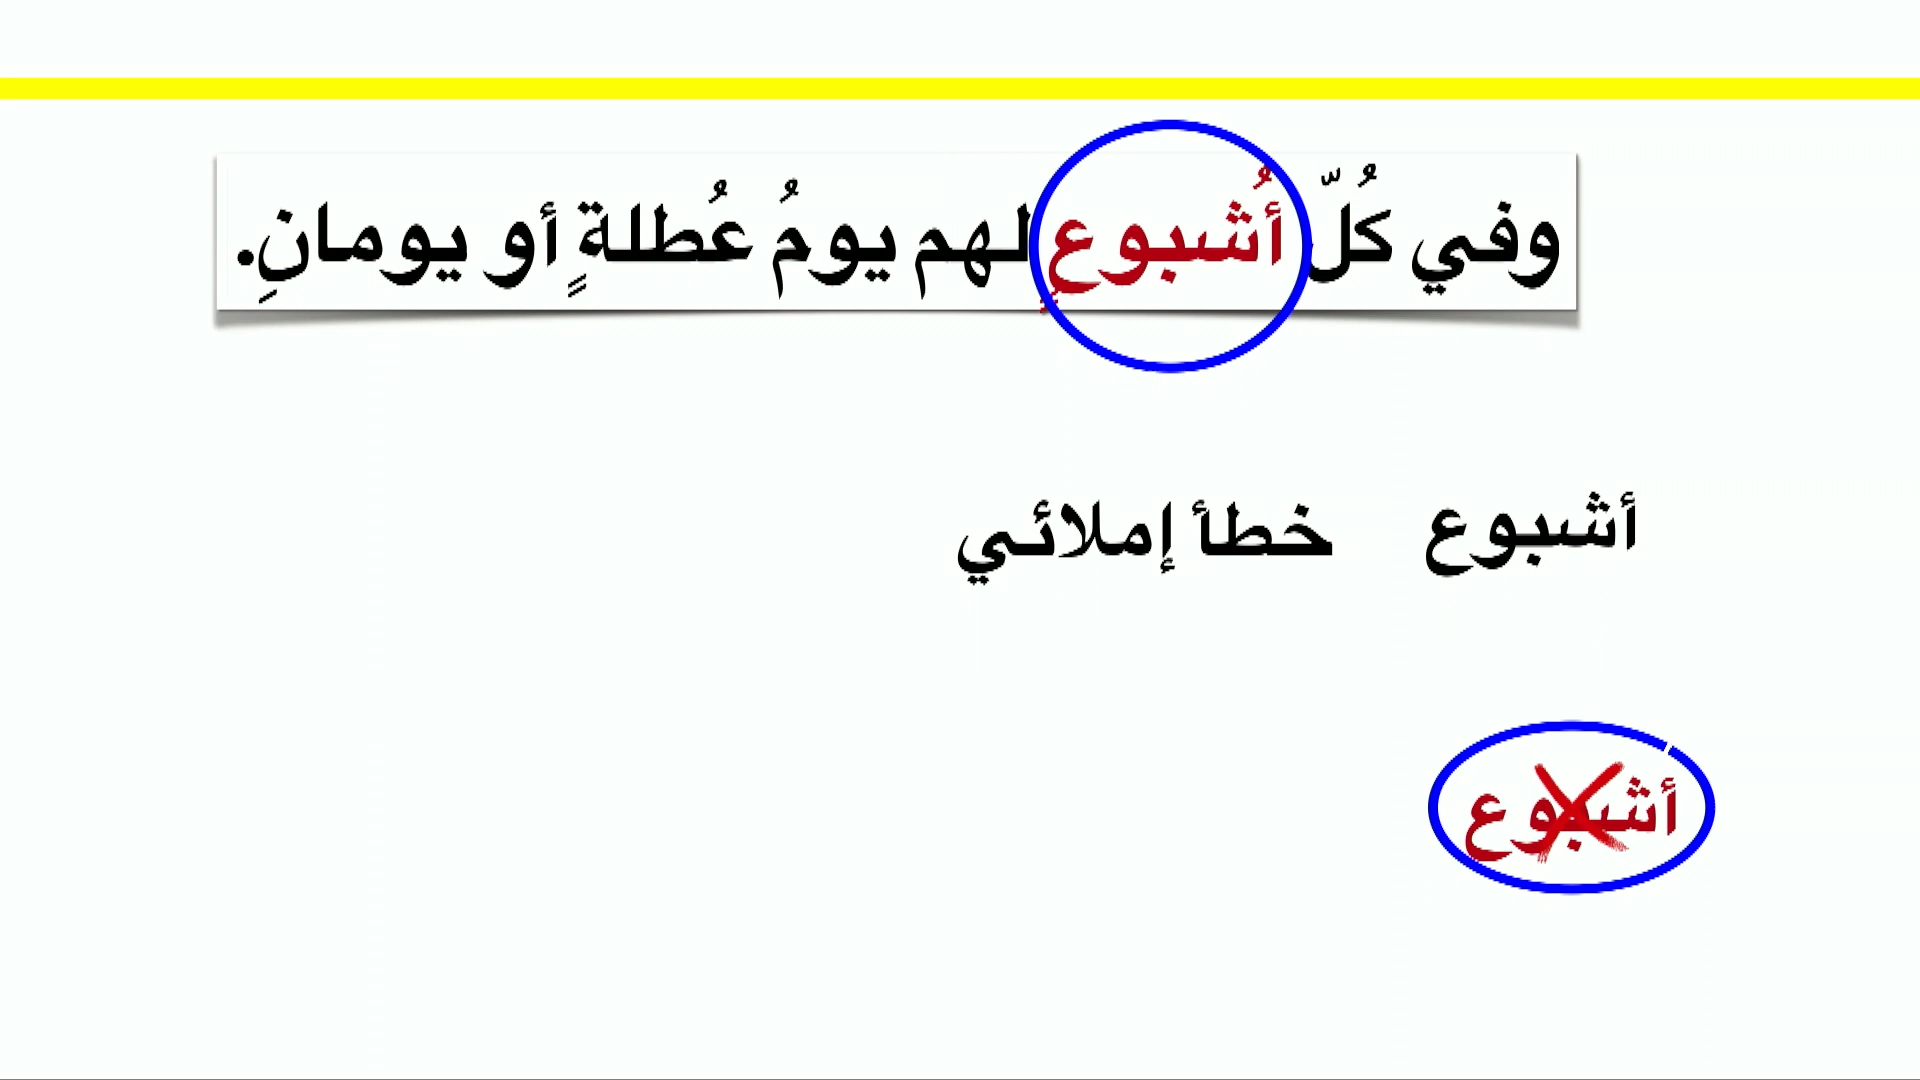 وفي كُلّ أُشبوعٍ لهم يومُ عُطلةٍ أو يومانِ.
أشبوع خطأ إملائي
أشبوع